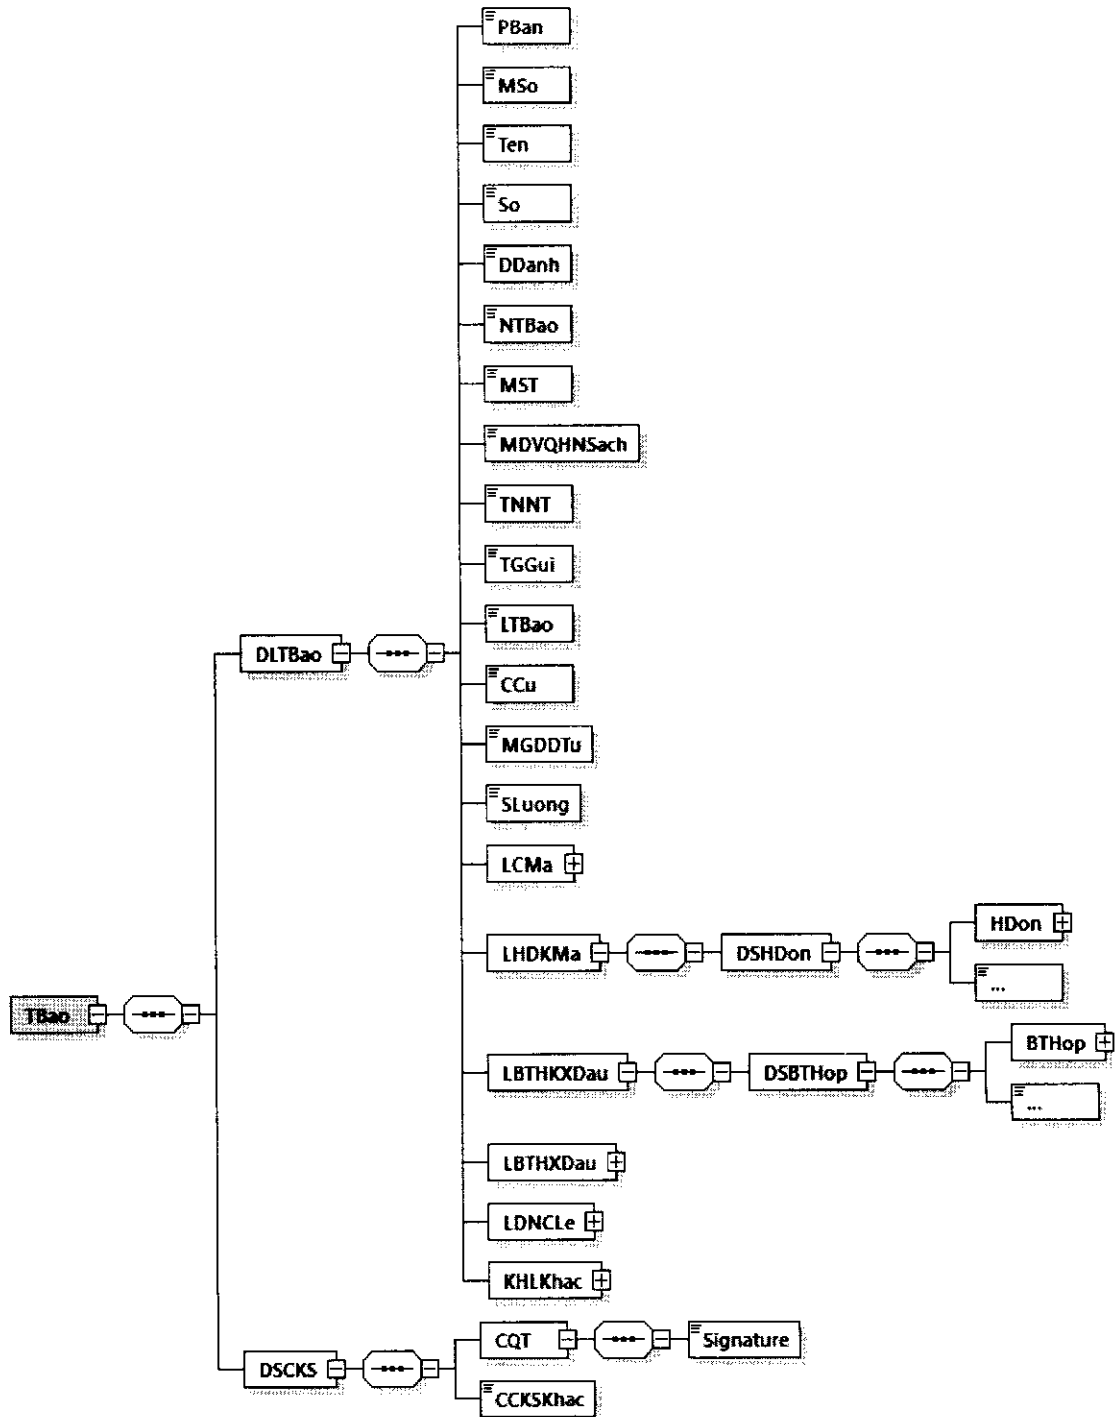 PBan
MSo
Ten
So
DDanh
NTBao
MST
MDVQHNSach
TNNT
TGGui
LTBao
DLTBao
CCu
MGDDTu
SLuong
LCMa
HDon
LHDKMa DSHDon
...
TBao
BTHop
LBTHKXDau DSBTHop
...
LBTHXDau
LDNCLe
KHLKhac
CQT Signature
DSCKS
CCKSKhac